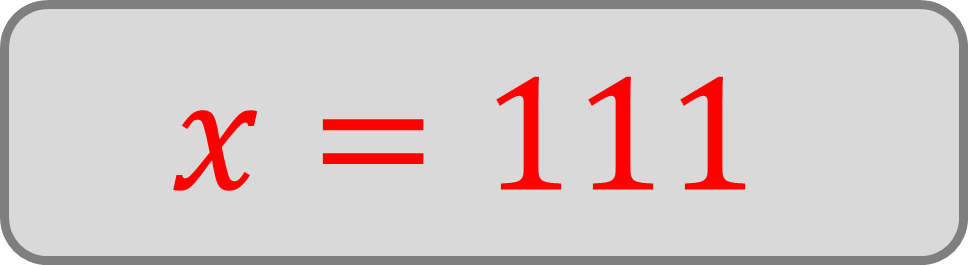 x = 111